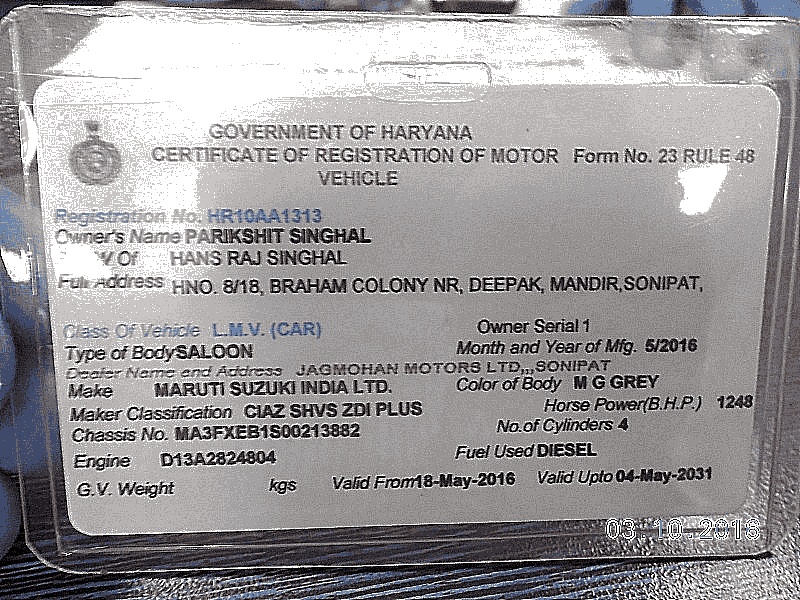 GOVERNMENT OF HARYANA
CERTIFICATE OF REGISTRATION OF MOTOR Form No. 23 RULE 48
VEHICLE
Registration No. HR10AA1313
Owner's Name PARIKSHIT SINGHAL
Of HANS RAJ SINGHAL
Full Address HNO. 8/18, BRAHAM COLONY NR, DEEPAK, MANDIR,SONIPAT,
Class Of Vehicle L.M.V. (CAR) Owner Serial 1
Type of Body SALOON Month and Year of Mfg. 5/2016
Dealer Name and Address JAGMOHAN MOTORS LTD,,,SONIPAT
Make MARUTI SUZUKI INDIA LTD. Color of Body M G GREY
Maker Classification CIAZ SHVS ZDI PLUS Horse Power(B.H.P.) 1248
Chassis No. MA3FXEB1S00213882 No.of Cylinders 4
Engine D13A2824804 Fuel Used DIESEL
G.V. Weight kgs Valid From 18-May-2016 Valid Upto 04-May-2031
03.10.2018